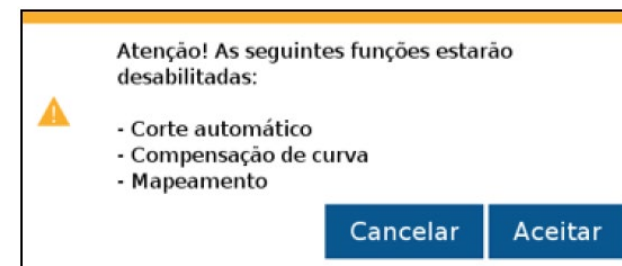 Atenção! As seguintes funções estarão
desabilitadas:
- Corte automático
- Compensação de curva
- Mapeamento
Cancelar Aceitar